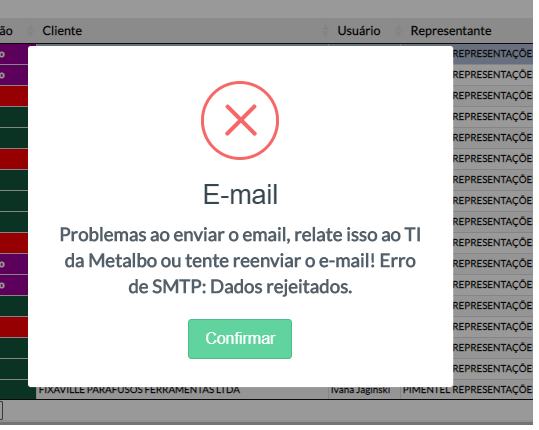 ão Cliente Usuário Representante
o REPRESENTAÇÕE
o REPRESENTAÇÕE
REPRESENTAÇÕE
REPRESENTAÇÕE
REPRESENTAÇÕE
REPRESENTAÇÕE
E-mail
REPRESENTAÇÕE
REPRESENTAÇÕE
REPRESENTAÇÕE
Problemas ao enviar o email, relate isso ao TI
da Metalbo ou tente reenviar o e-mail! Erro
de SMTP: Dados rejeitados.
o REPRESENTAÇÕE
o REPRESENTAÇÕE
REPRESENTAÇÕE
REPRESENTAÇÕE
Confirmar
REPRESENTAÇÕE
REPRESENTAÇÕE
FIXAVILLE PARAFUSOS FERRAMENTAS LTDA Ivana Jaginski PIMENTEL REPRESENTAÇÕE